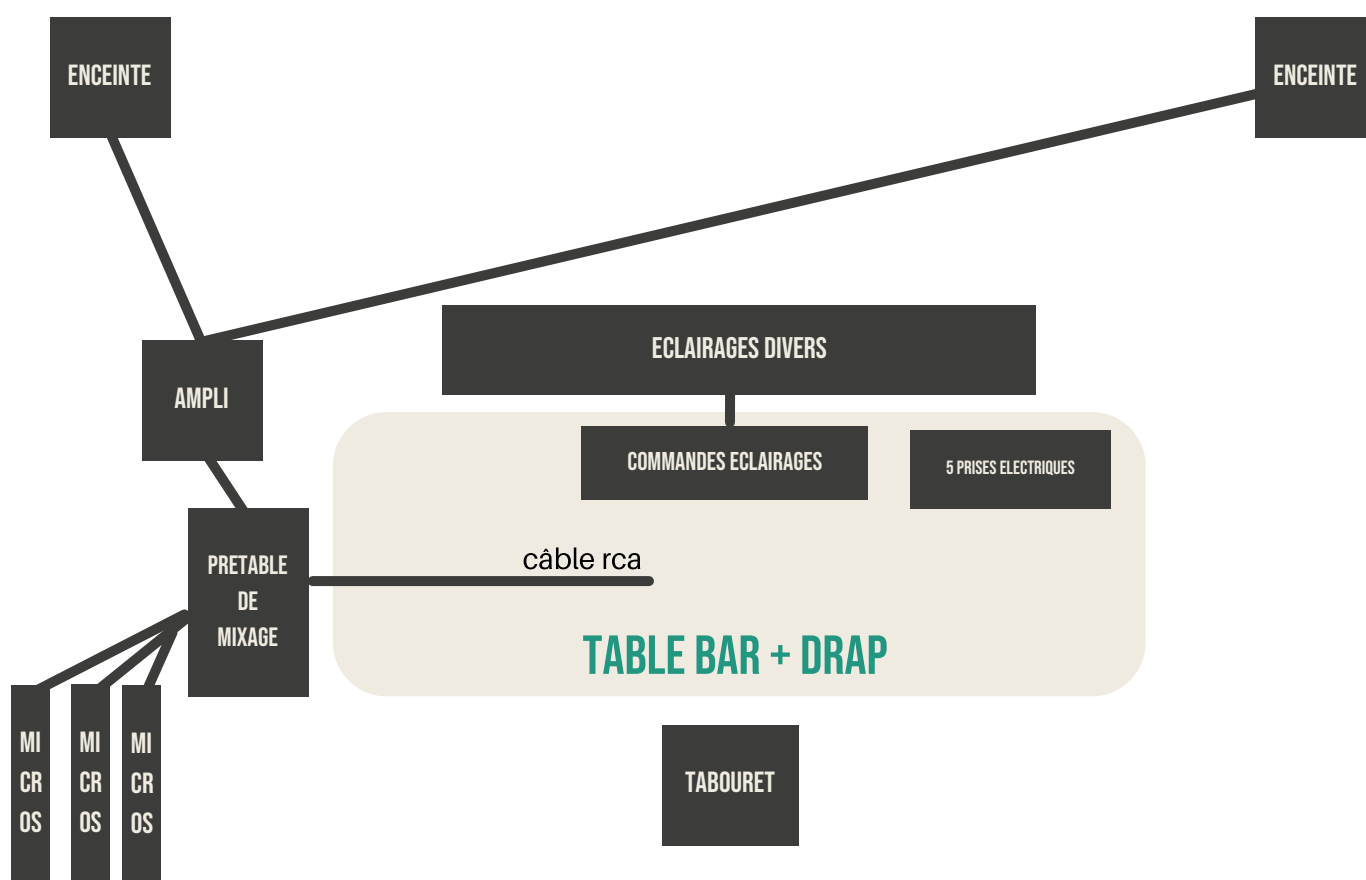 ENCEINTE
ENCEINTE
ECLAIRAGES DIVERS
AMPLI
COMMANDES ECLAIRAGES
5 PRISES ELECTRIQUES
PRETABLE
DE
MIXAGE
câble rca
TABLE BAR + DRAP
MI
CR
OS
MI
CR
OS
MI
CR
OS
TABOURET